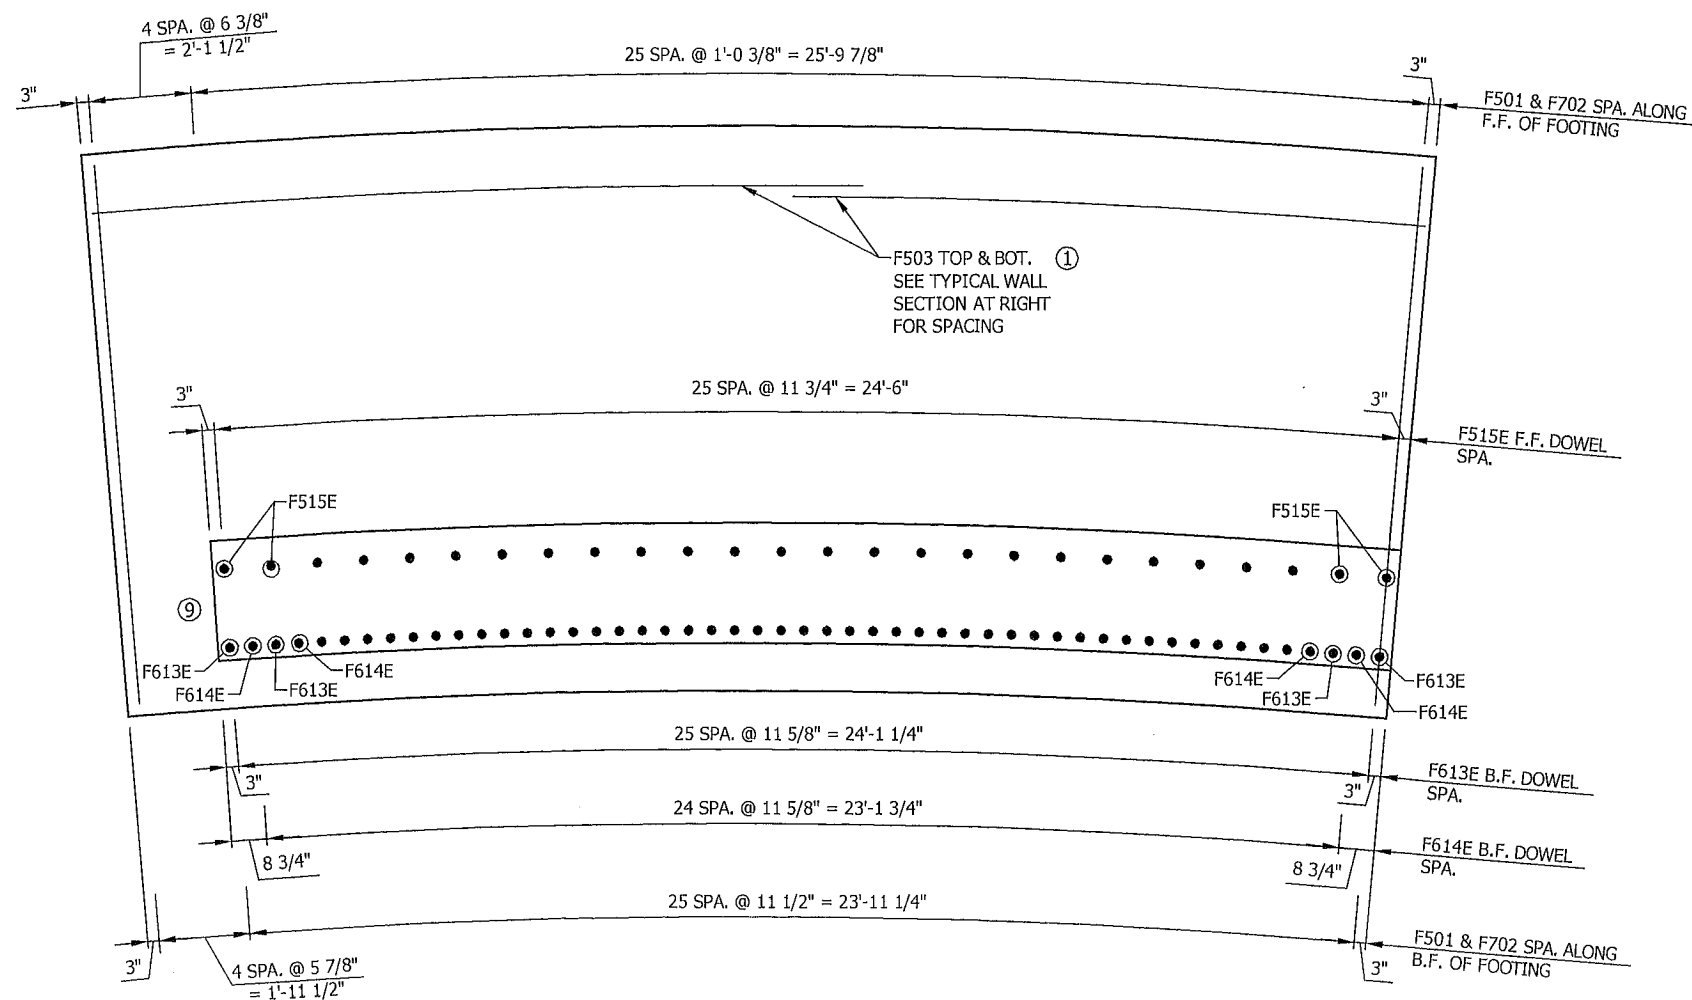 4 SPA. @ 6 3/8"
= 2'-1 1/2"
25 SPA. @ 1'-0 3/8" = 25'-9 7/8"
3"
3"
F501 & F702 SPA. ALONG
F.F. OF FOOTING
F503 TOP & BOT. ①
SEE TYPICAL WALL
SECTION AT RIGHT
FOR SPACING
25 SPA. @ 11 3/4" = 24'-6"
3"
3"
F515E F.F. DOWEL
SPA.
F515E
F515E
⑨
F613E
F614E
F613E
F614E
F614E
F613E
F613E
F614E
25 SPA. @ 11 5/8" = 24'-1 1/4"
3"
3"
F613E B.F. DOWEL
SPA.
24 SPA. @ 11 5/8" = 23'-1 3/4"
8 3/4"
8 3/4"
F614E B.F. DOWEL
SPA.
25 SPA. @ 11 1/2" = 23'-11 1/4"
3"
4 SPA. @ 5 7/8"
= 1'-11 1/2"
3"
F501 & F702 SPA. ALONG
B.F. OF FOOTING